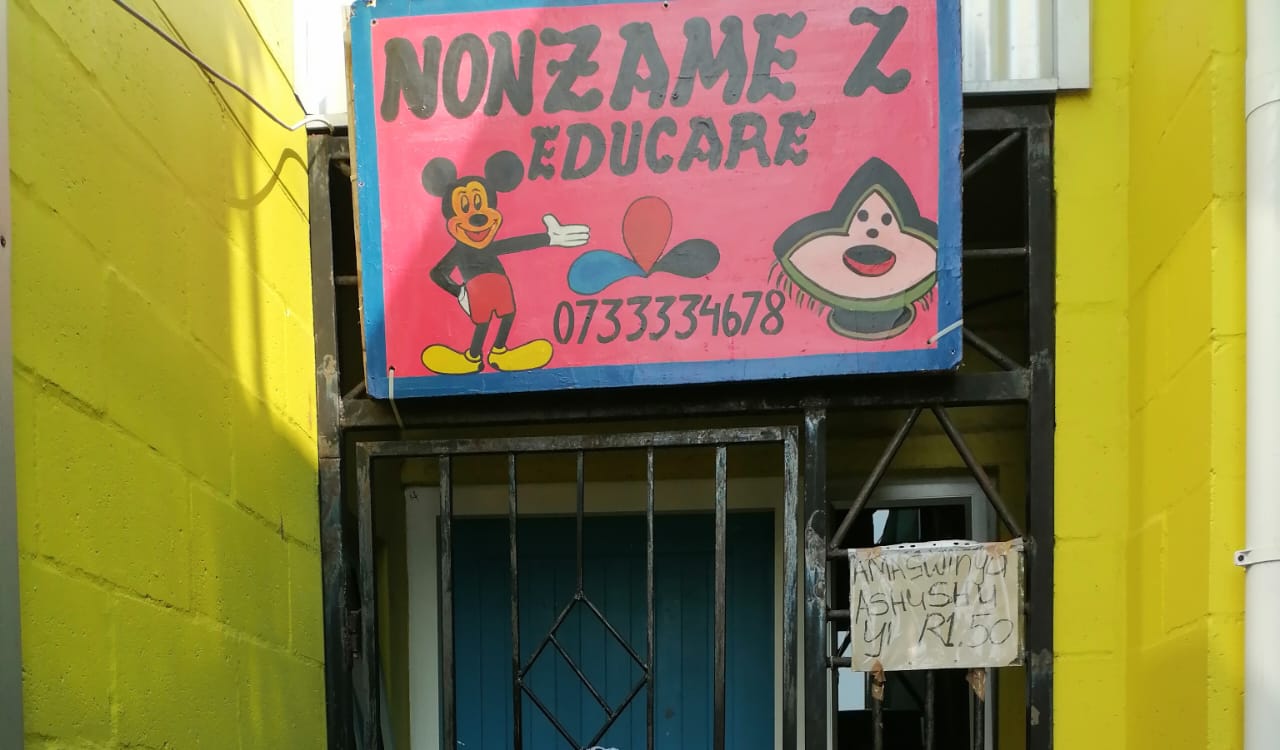 NONZAME Z
EDUCARE
0733334678
AMASWINYA
ASHUSHU
YI R1.50